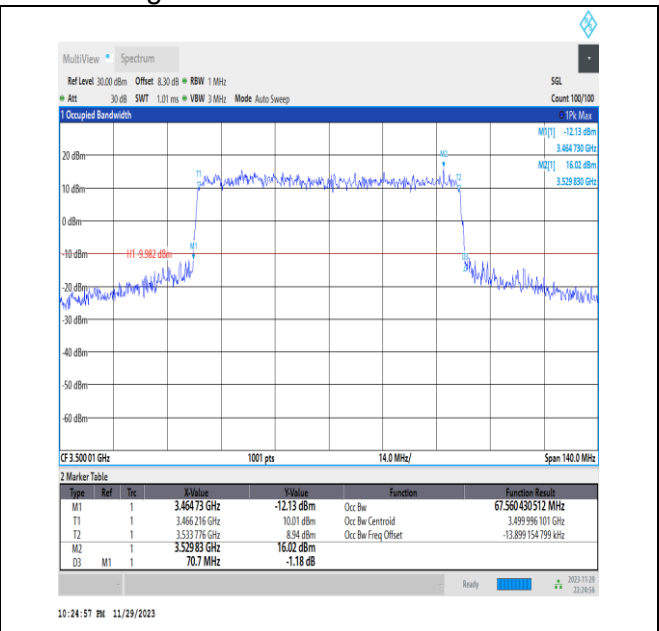 MultiView Spectrum
Ref Level 30.00 dBm Offset 8.30 dB RBW 1 MHz SGL
Att 30 dB SWT 1.01 ms VBW 3 MHz Mode Auto Sweep Count 100/100
1 Occupied Bandwidth 1Pk Max
M1[1] -12.13 dBm
3.464 730 GHz
M2[1] 16.02 dBm
3.529 830 GHz
M2
20 dBm
T1
T2
10 dBm
0 dBm
M1
-10 dBm
H1 -9.982 dBm
D3
-20 dBm
-30 dBm
-40 dBm
-50 dBm
-60 dBm
CF 3.500 01 GHz 1001 pts 14.0 MHz/ Span 140.0 MHz
2 Marker Table
Type Ref Trc X-Value Y-Value Function Function Result
M1 1 3.464 73 GHz -12.13 dBm Occ Bw 67.560 430 512 MHz
T1 1 3.466 216 GHz 10.01 dBm Occ Bw Centroid 3.499 996 101 GHz
T2 1 3.533 776 GHz 8.94 dBm Occ Bw Freq Offset -13.899 154 799 kHz
M2 1 3.529 83 GHz 16.02 dBm
D3 M1 1 70.7 MHz -1.18 dB
Ready 2023-11-29
22:24:56
10:24:57 PM 11/29/2023